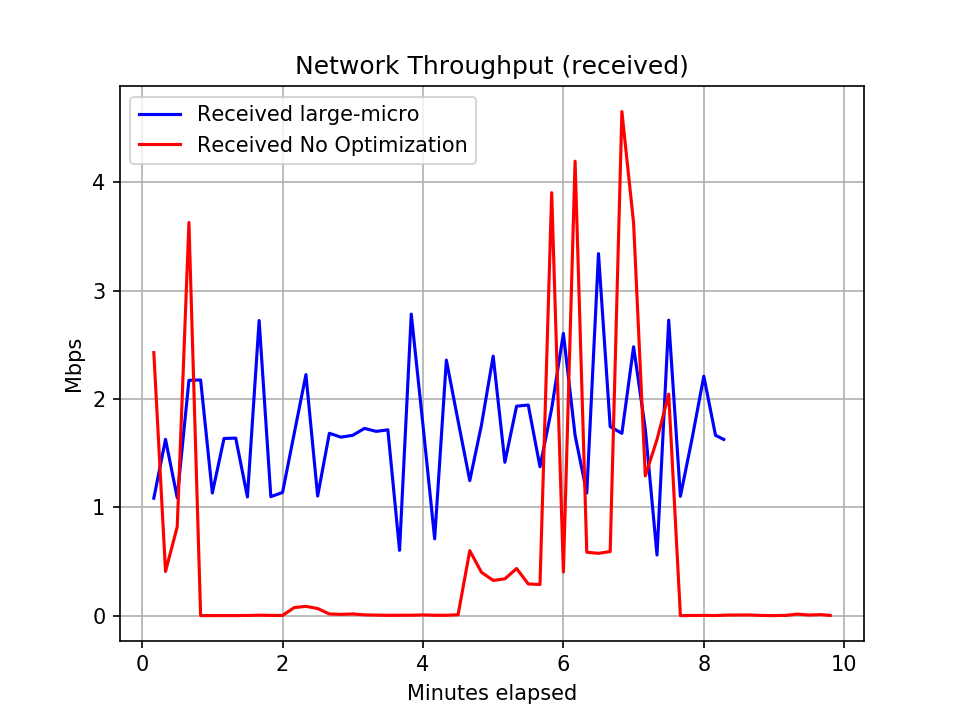 Network Throughput (received)
Received large-micro
Received No Optimization
Mbps
4
3
2
1
0
0 2 4 6 8 10
Minutes elapsed